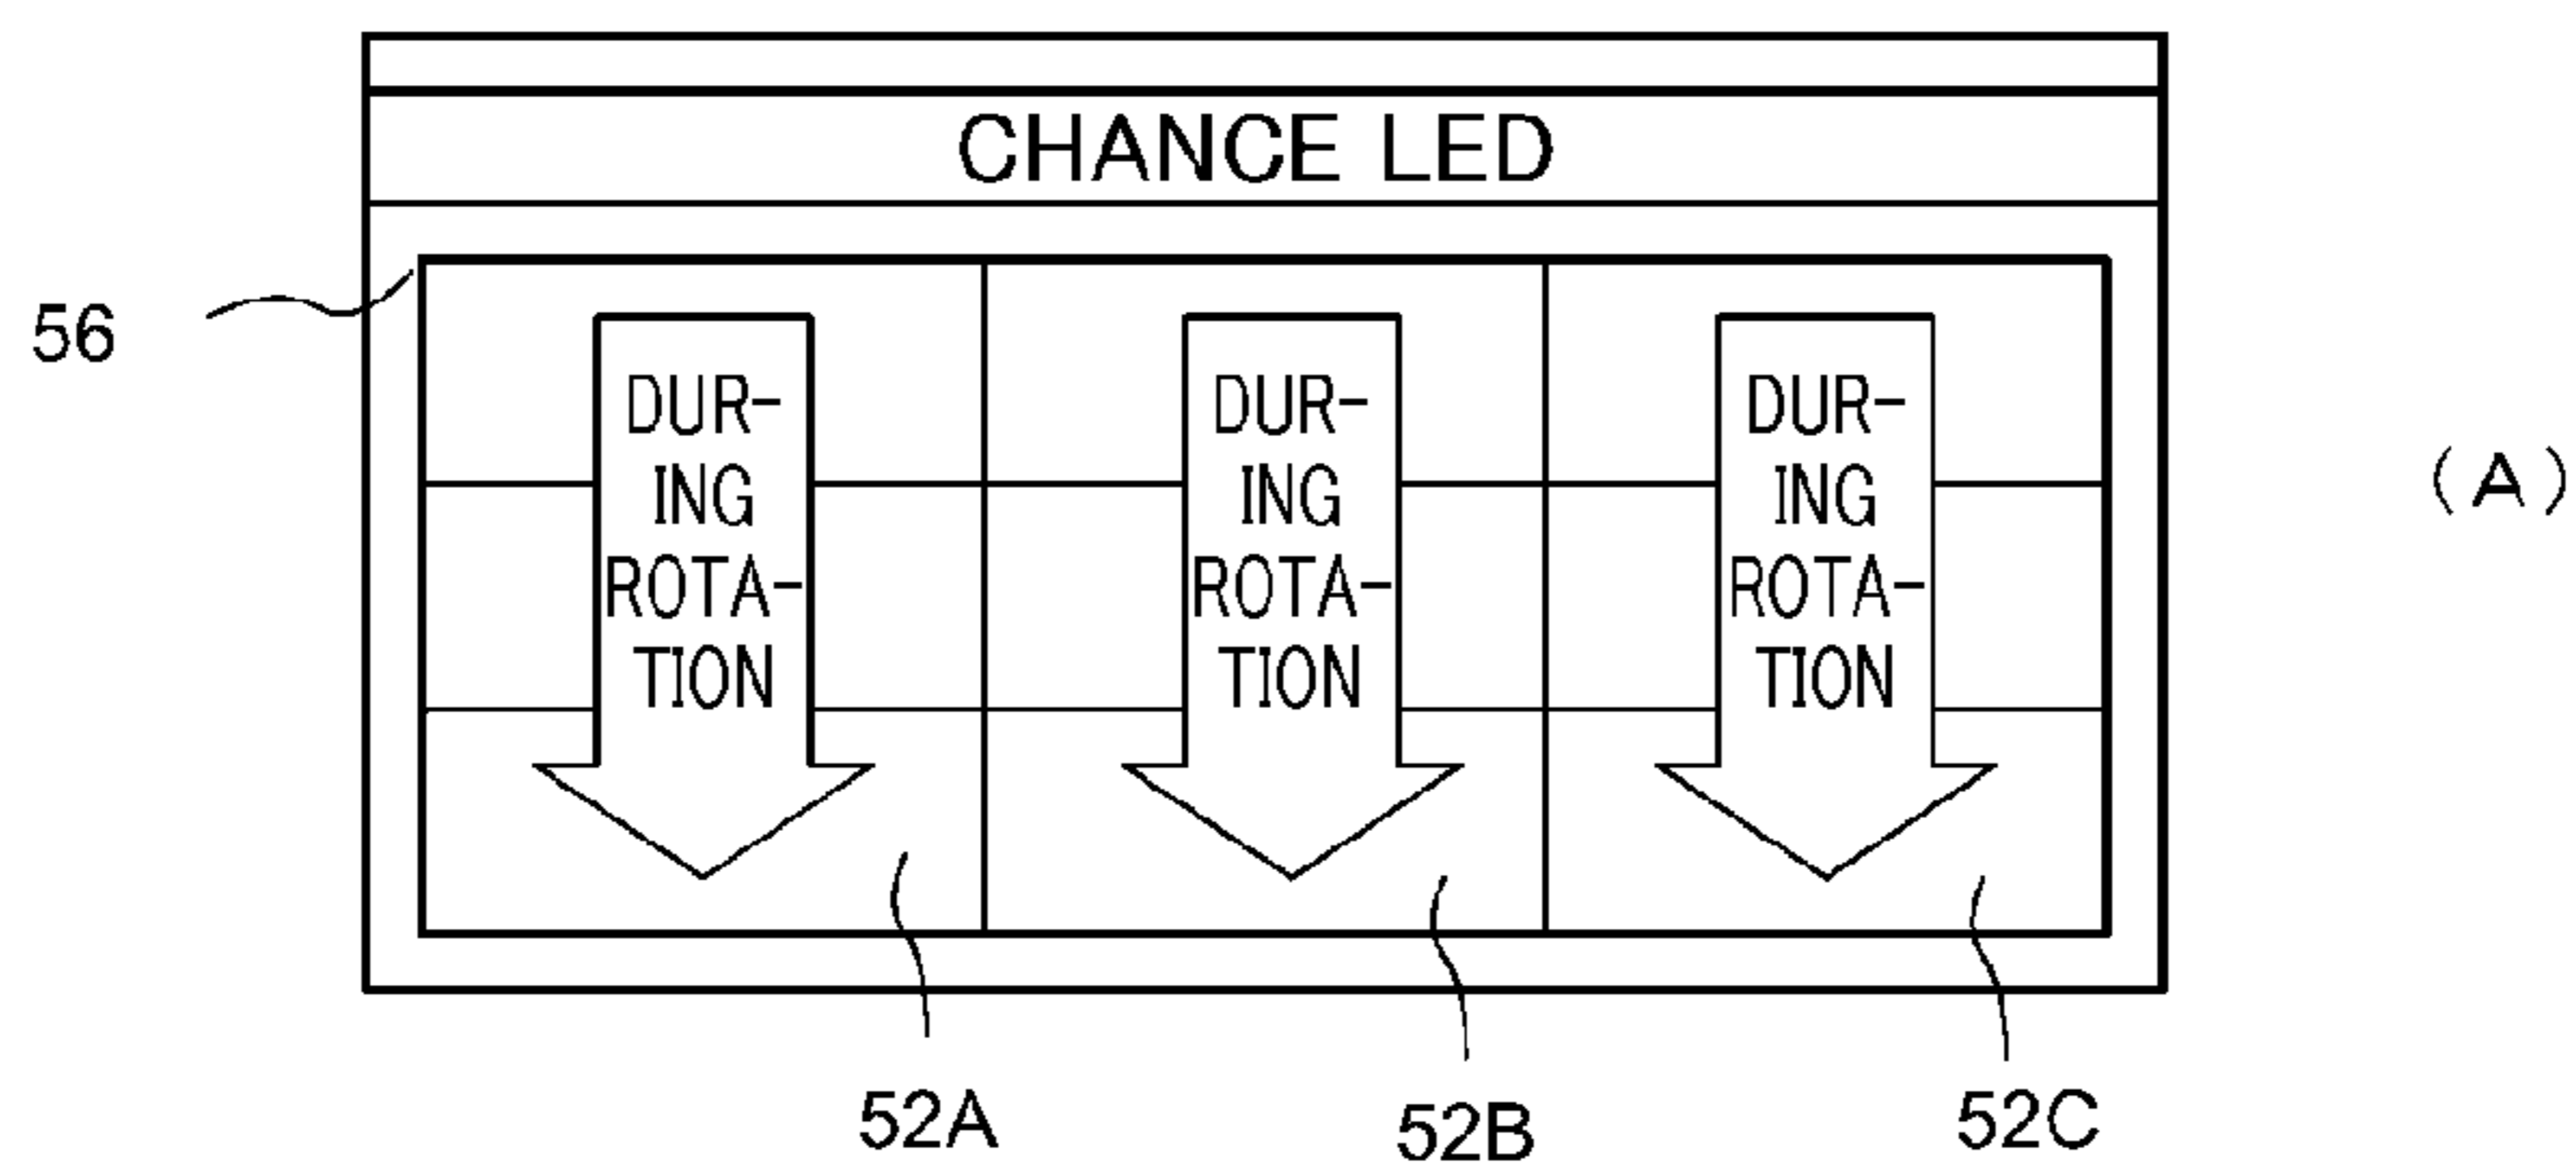 CHANCE LED
56
DUR-
ING
ROTA-
TION
DUR-
ING
ROTA-
TION
DUR-
ING
ROTA-
TION
(A)
52A
52B
52C